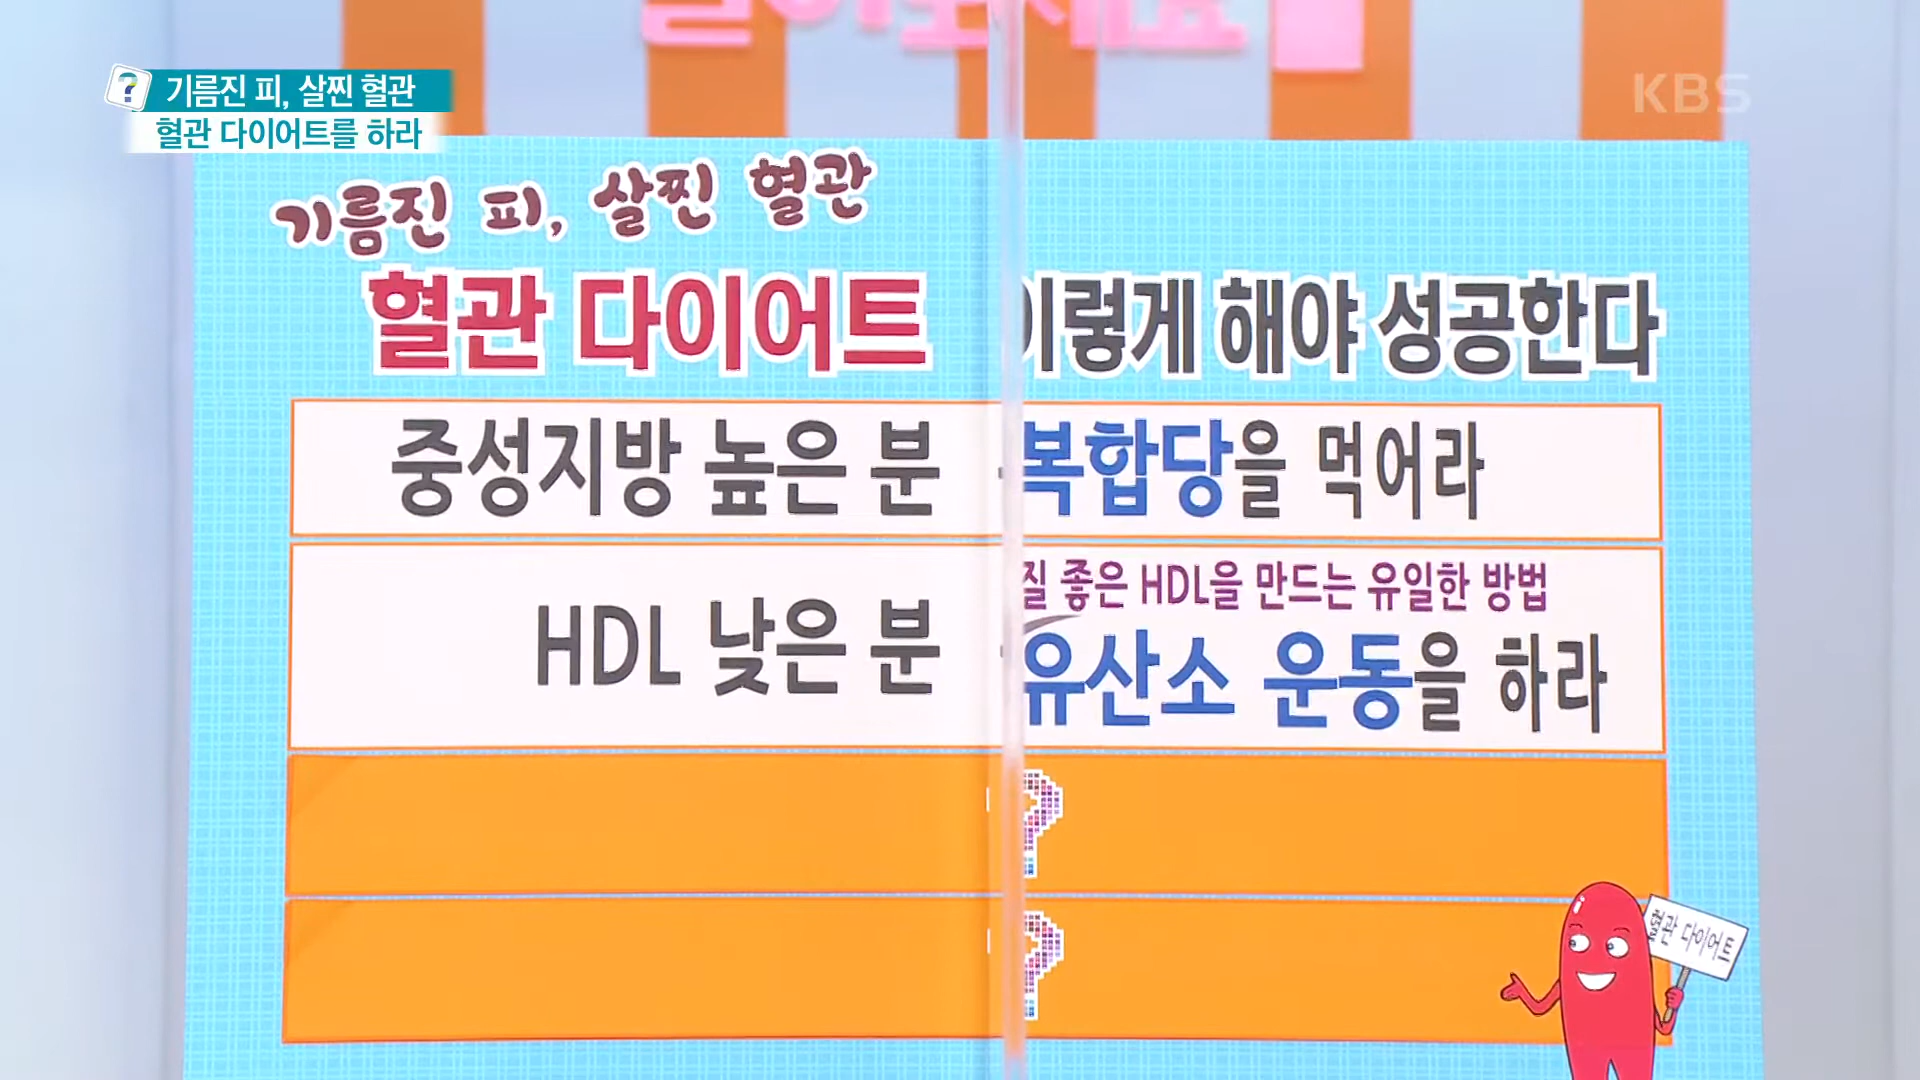 KBS
기름진 피, 살찐 혈관
혈관 다이어트를 하라
기름진 피, 살찐 혈관
혈관 다이어트 이렇게 해야 성공한다
중성지방 높은 분 복합당을 먹어라
질 좋은 HDL을 만드는 유일한 방법
HDL 낮은 분 유산소 운동을 하라
?
?
혈관 다이어트